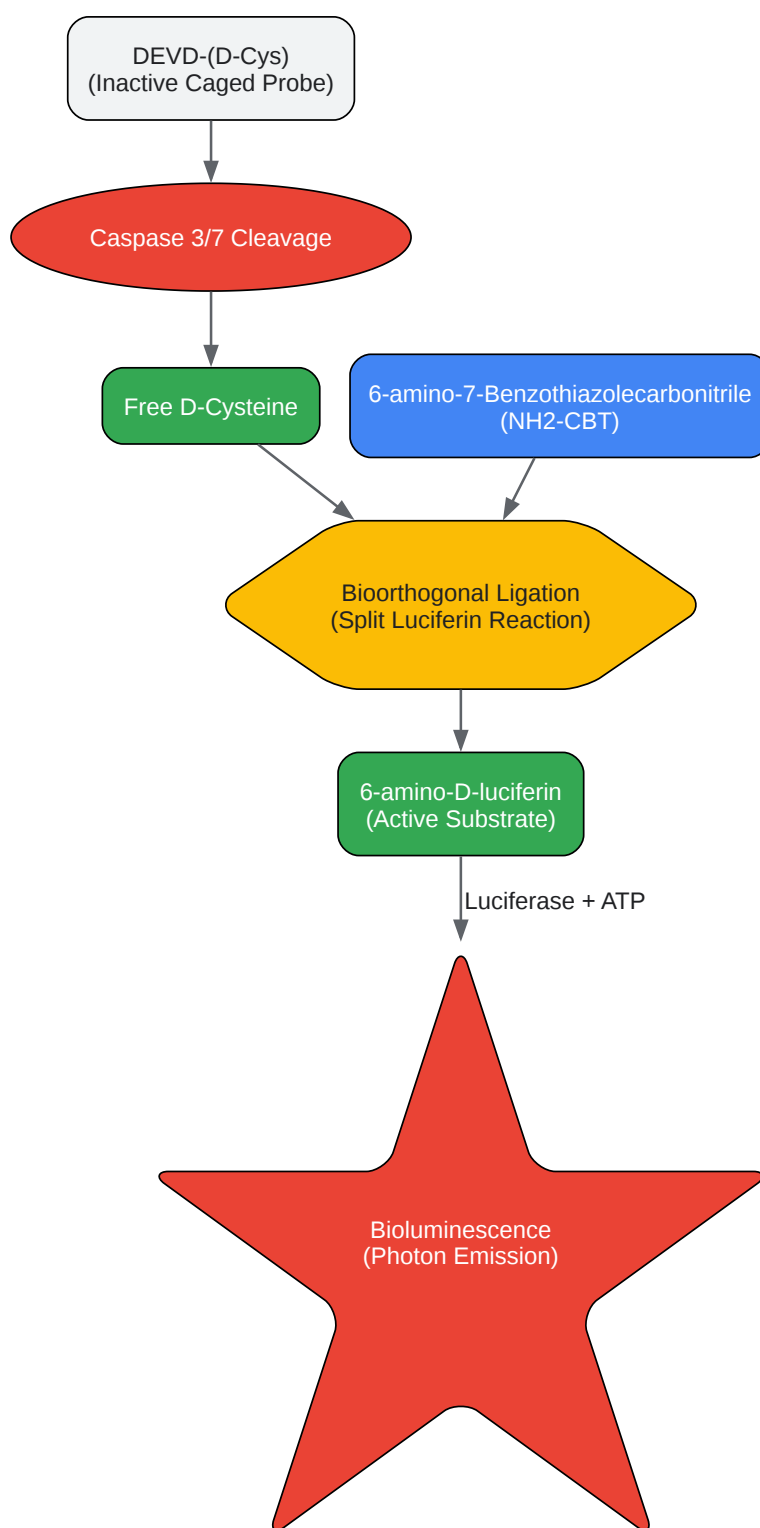 DEVD-(D-Cys)
(Inactive Caged Probe)
Caspase 3/7 Cleavage
Free D-Cysteine
6-amino-7-Benzothiazolecarbonitrile
(NH2-CBT)
Bioorthogonal Ligation
(Split Luciferin Reaction)
6-amino-D-luciferin
(Active Substrate)
Luciferase + ATP
Bioluminescence
(Photon Emission)